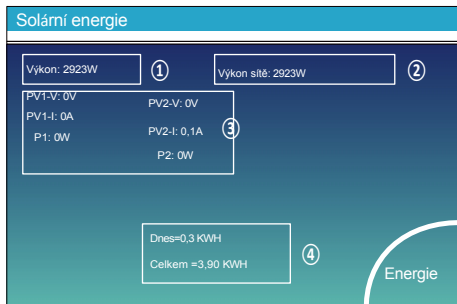 Solární energie
Výkon: 2923W
①
Výkon sítě: 2923W
②
PV1-V: 0V
PV2-V: 0V
PV1-I: 0A
PV2-I: 0,1A
③
P1: 0W
P2: 0W
Dnes=0,3 KWH
Celkem =3,90 KWH
④
Energie